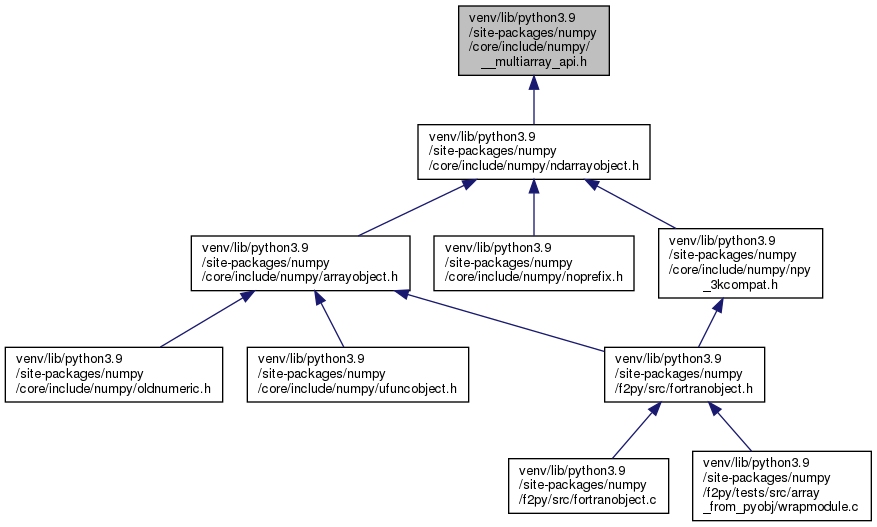 venv/lib/python3.9
/site-packages/numpy
/core/include/numpy/
__multiarray_api.h
venv/lib/python3.9
/site-packages/numpy
/core/include/numpy/ndarrayobject.h
venv/lib/python3.9
/site-packages/numpy
/core/include/numpy/arrayobject.h
venv/lib/python3.9
/site-packages/numpy
/core/include/numpy/noprefix.h
venv/lib/python3.9
/site-packages/numpy
/core/include/numpy/npy
_3kcompat.h
venv/lib/python3.9
/site-packages/numpy
/core/include/numpy/oldnumeric.h
venv/lib/python3.9
/site-packages/numpy
/core/include/numpy/ufuncobject.h
venv/lib/python3.9
/site-packages/numpy
/f2py/src/fortranobject.h
venv/lib/python3.9
/site-packages/numpy
/f2py/src/fortranobject.c
venv/lib/python3.9
/site-packages/numpy
/f2py/tests/src/array
_from_pyobj/wrapmodule.c